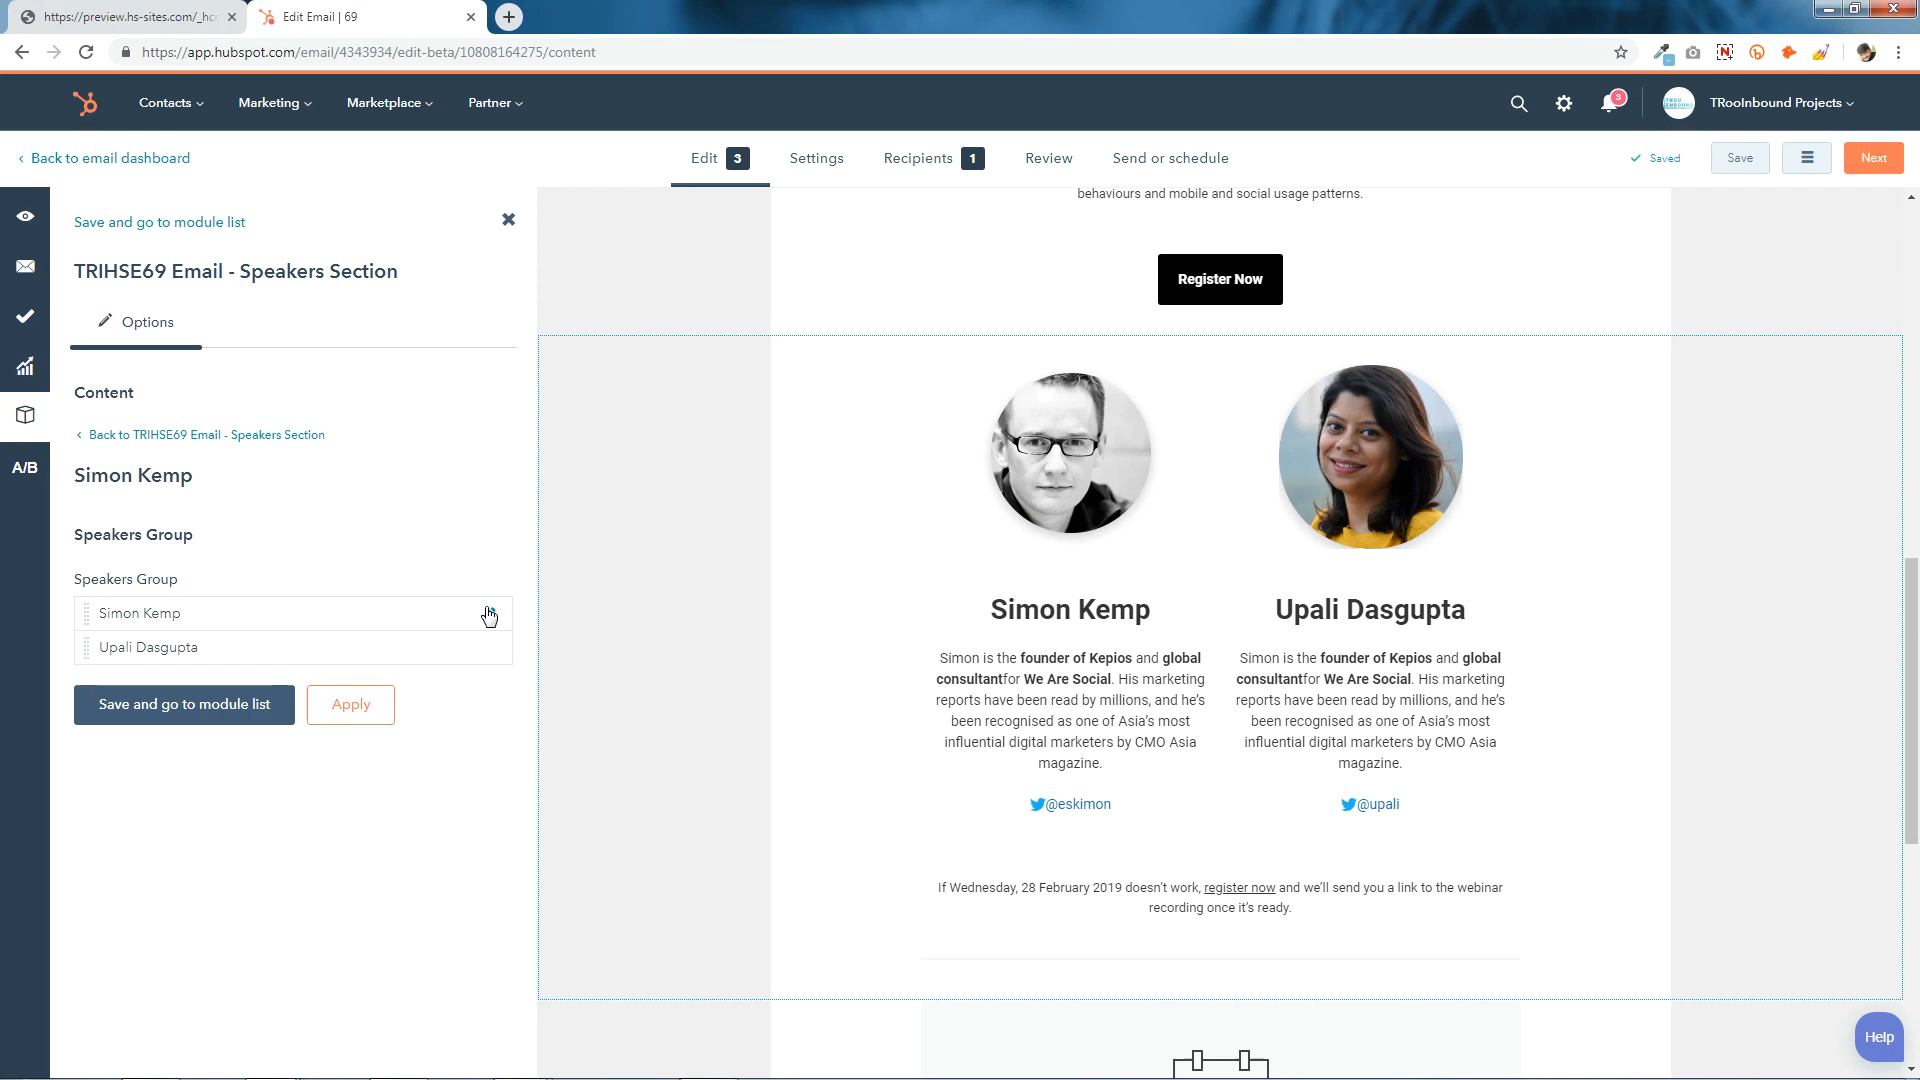 https://preview.hs-sites.com/_hcr
Edit Email | 69
https://app.hubspot.com/email/4343934/edit-beta/10808164275/content
Contacts
Marketing
Marketplace
Partner
3
TRooInbound Projects
Back to email dashboard
Edit 3
Settings
Recipients 1
Review
Send or schedule
Saved
Save
Next
Save and go to module list
TRIHSE69 Email - Speakers Section
Options
Content
Back to TRIHSE69 Email - Speakers Section
Simon Kemp
Speakers Group
Speakers Group
Simon Kemp
Upali Dasgupta
Save and go to module list
Apply
A/B
behaviours and mobile and social usage patterns.
Register Now
Simon Kemp
Simon is the founder of Kepios and global
consultantfor We Are Social. His marketing
reports have been read by millions, and he's
been recognised as one of Asia's most
influential digital marketers by CMO Asia
magazine.
@eskimon
Upali Dasgupta
Simon is the founder of Kepios and global
consultantfor We Are Social. His marketing
reports have been read by millions, and he's
been recognised as one of Asia's most
influential digital marketers by CMO Asia
magazine.
@upali
If Wednesday, 28 February 2019 doesn't work, register now and we'll send you a link to the webinar
recording once it's ready.
Help